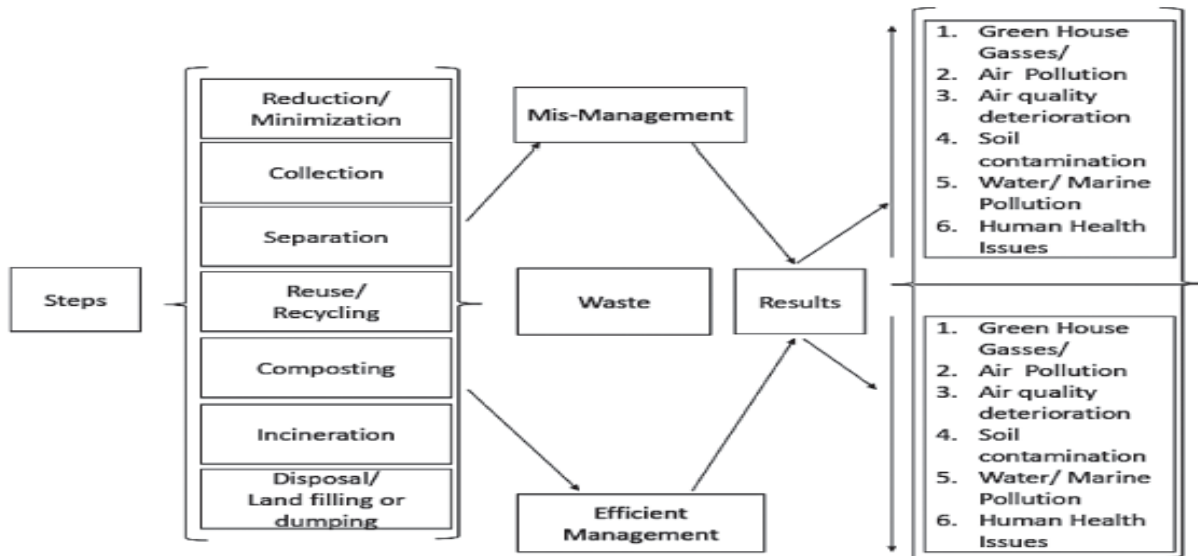 Steps
Reduction/
Minimization
Collection
Separation
Reuse/
Recycling
Composting
Incineration
Disposal/
Land filling or
dumping
Mis-Management
Waste
Efficient
Management
Results
1. Green House
Gasses/
2. Air Pollution
3. Air quality
deterioration
4. Soil
contamination
5. Water/ Marine
Pollution
6. Human Health
Issues
1. Green House
Gasses/
2. Air Pollution
3. Air quality
deterioration
4. Soil
contamination
5. Water/ Marine
Pollution
6. Human Health
Issues